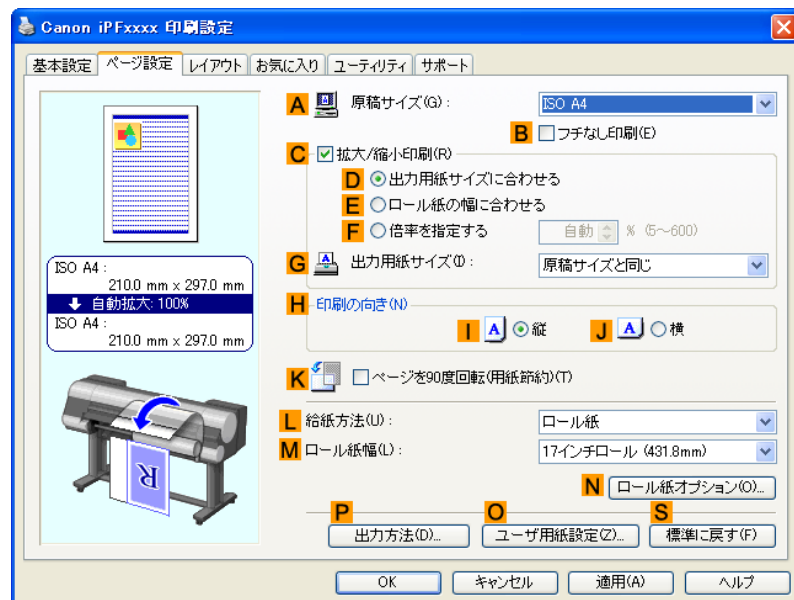 Canon iPFxxxx 印刷設定
基本設定 ページ設定 レイアウト お気に入り ユーティリティ サポート
A 原稿サイズ(G): ISO A4
B フチなし印刷(E)
C 拡大/縮小印刷(R)
D 出力用紙サイズに合わせる
E ロール紙の幅に合わせる
F 倍率を指定する 自動 % (5～600)
ISO A4 :
210.0 mm x 297.0 mm
自動拡大: 100%
ISO A4 :
210.0 mm x 297.0 mm
G 出力用紙サイズ(I): 原稿サイズと同じ
H 印刷の向き(N)
I A 縦 J A 横
K ページを90度回転(用紙節約)(T)
L 給紙方法(U): ロール紙
M ロール紙幅(L): 17インチロール (431.8mm)
R
N ロール紙オプション(O)...
P O S
出力方法(D)... ユーザ用紙設定(Z)... 標準に戻す(F)
OK キャンセル 適用(A) ヘルプ